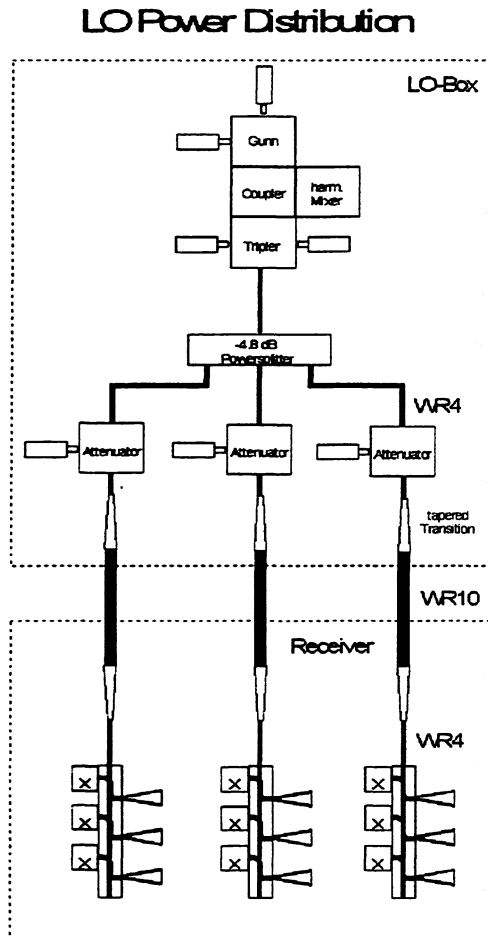 LO Power Distribution
LO-Box
Gunn
Coupler
harm.
Mixer
Tripler
-4.8 dB
Powersplitter
WR4
Attenuator
Attenuator
Attenuator
tapered
Transition
WR10
Receiver
WR4
X
X
X
X
X
X
X
X
X